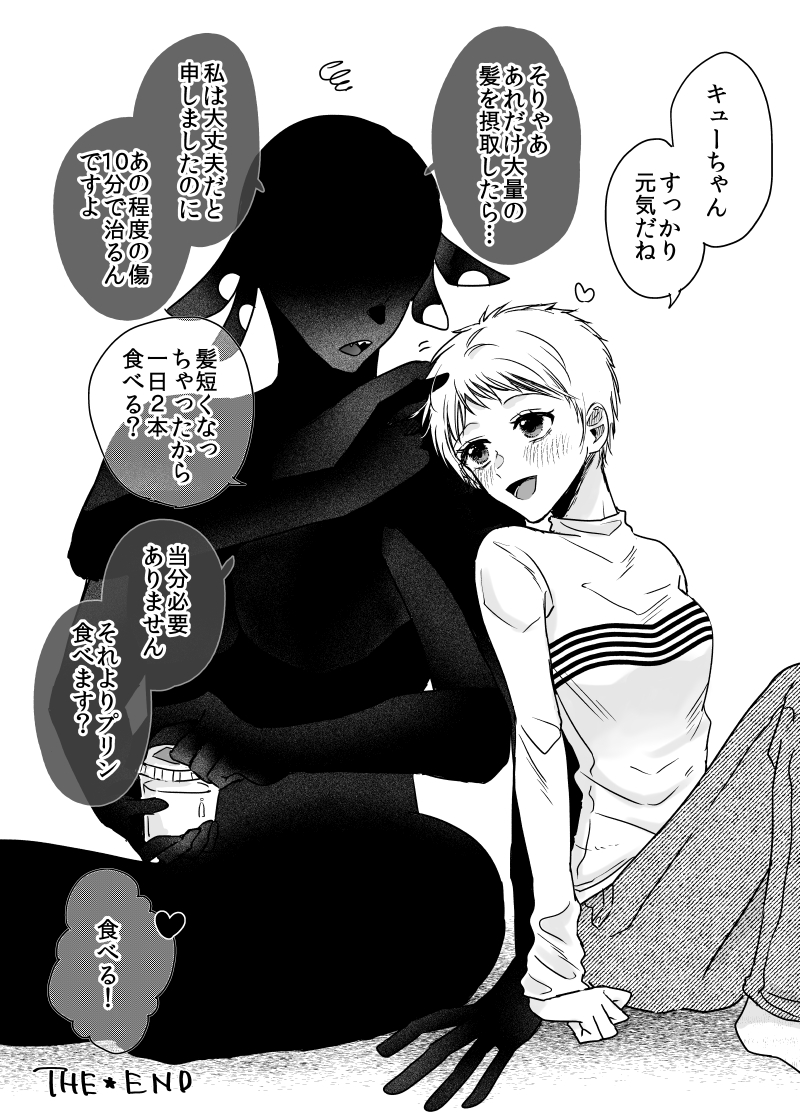 キューちゃん
すっかり
元気だね
そりゃあ
あれだけ大量の
髪を摂取したら…
私は大丈夫だと
申しましたのに
あの程度の傷
10分で治るん
ですよ
髪短くなっ
ちゃったから
一日2本
食べる?
当分必要
ありません
それよりプリン
食べます?
食べる!
THE★END